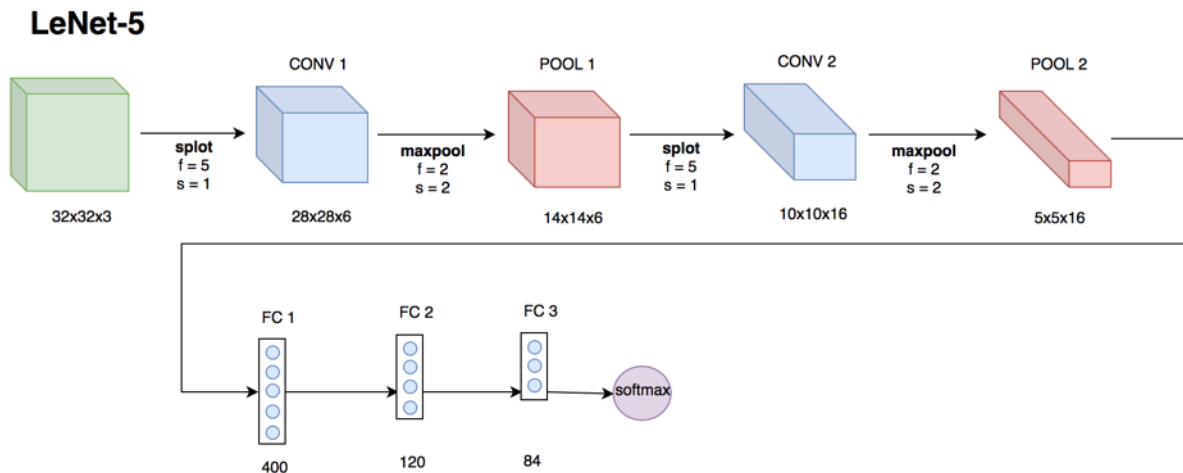 LeNet-5
CONV 1
POOL 1
CONV 2
POOL 2
splot
f = 5
s = 1
maxpool
f = 2
s = 2
splot
f = 5
s = 1
maxpool
f = 2
s = 2
32x32x3
28x28x6
14x14x6
10x10x16
5x5x16
FC 1
FC 2
FC 3
softmax
400
120
84